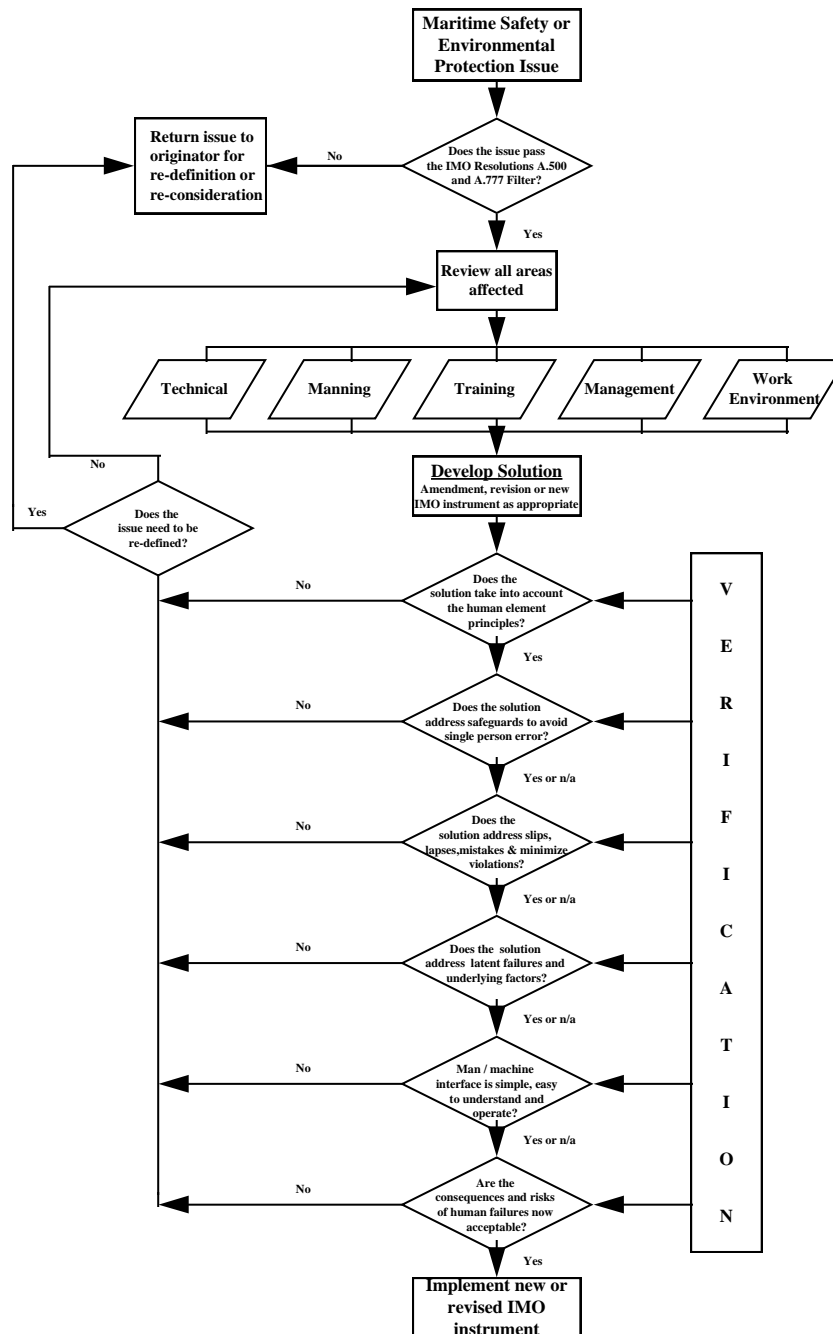 Maritime Safety or
Environmental
Protection Issue
Return issue to
originator for
re-definition or
re-consideration
No
Does the issue pass
the IMO Resolutions A.500
and A.777 Filter?
Yes
Review all areas
affected
Technical
Manning
Training
Management
Work
Environment
No
Yes
Does the
issue need to be
re-defined?
Develop Solution
Amendment, revision or new
IMO instrument as appropriate
No
Does the
solution take into account
the human element
principles?
Yes
No
Does the solution
address safeguards to avoid
single person error?
Yes or n/a
No
Does the
solution address slips,
lapses,mistakes & minimize
violations?
Yes or n/a
No
Does the solution
address latent failures and
underlying factors?
Yes or n/a
No
Man / machine
interface is simple, easy
to understand and
operate?
Yes or n/a
No
Are the
consequences and risks
of human failures now
acceptable?
Yes
Implement new or
revised IMO
instrument
V
E
R
I
F
I
C
A
T
I
O
N